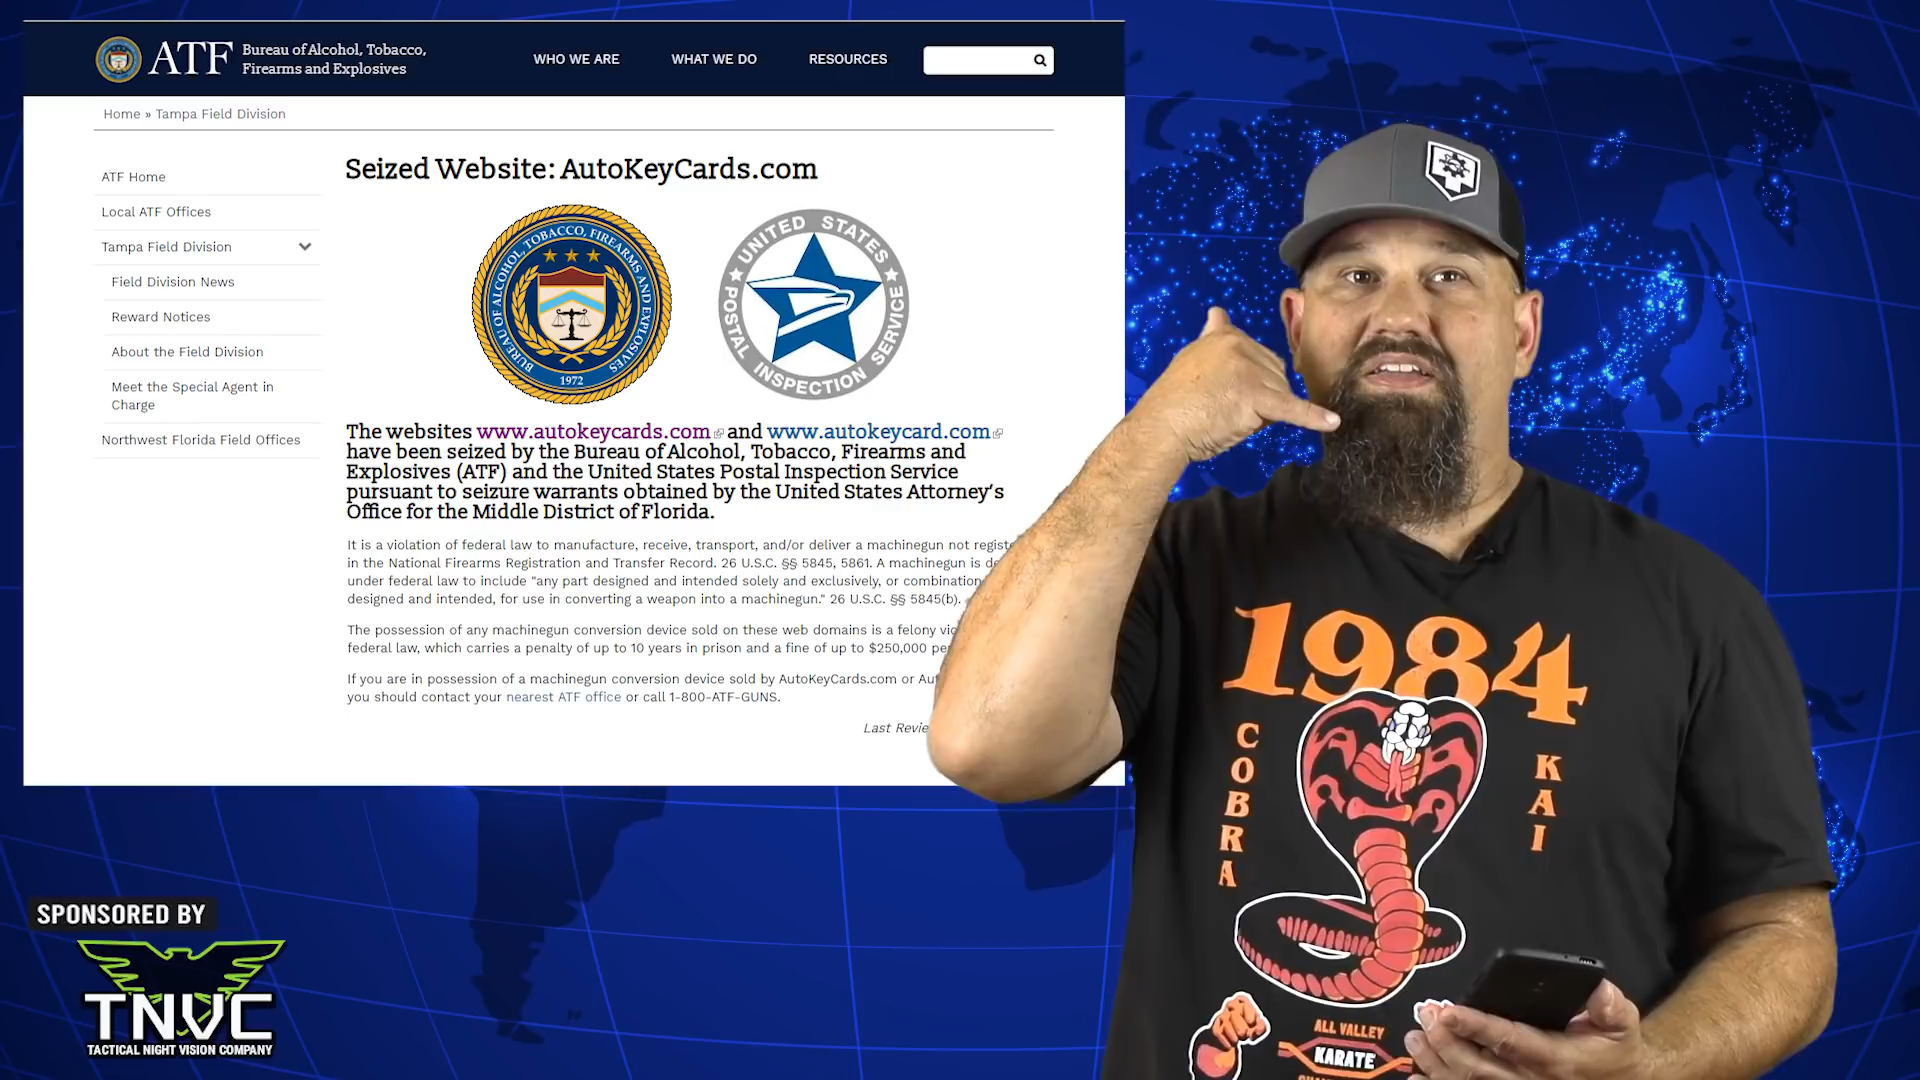 ATF
Bureau of Alcohol, Tobacco,
Firearms and Explosives
WHO WE ARE
WHAT WE DO
RESOURCES
Home » Tampa Field Division
ATF Home
Local ATF Offices
Tampa Field Division
Field Division News
Reward Notices
About the Field Division
Meet the Special Agent in
Charge
Northwest Florida Field Offices
Seized Website: AutoKeyCards.com
BUREAU OF ALCOHOL, TOBACCO, FIREARMS AND EXPLOSIVES
1972
UNITED STATES
POSTAL INSPECTION SERVICE
The websites www.autokeycards.com and www.autokeycard.com
have been seized by the Bureau of Alcohol, Tobacco, Firearms and
Explosives (ATF) and the United States Postal Inspection Service
pursuant to seizure warrants obtained by the United States Attorney's
Office for the Middle District of Florida.
It is a violation of federal law to manufacture, receive, transport, and/or deliver a machinegun not
in the National Firearms Registration and Transfer Record. 26 U.S.C. §§ 5845, 5861. A machinegun is
under federal law to include "any part designed and intended solely and exclusively, or combination
designed and intended, for use in converting a weapon into a machinegun." 26 U.S.C. §§ 5845(b).
The possession of any machinegun conversion device sold on these web domains is a felony
federal law, which carries a penalty of up to 10 years in prison and a fine of up to $250,000
If you are in possession of a machinegun conversion device sold by AutoKeyCards.com or
you should contact your nearest ATF office or call 1-800-ATF-GUNS.
Last
SPONSORED BY
TNVC
TACTICAL NIGHT VISION COMPANY
1984
COBRA
KAI
ALL VALLEY
KARATE